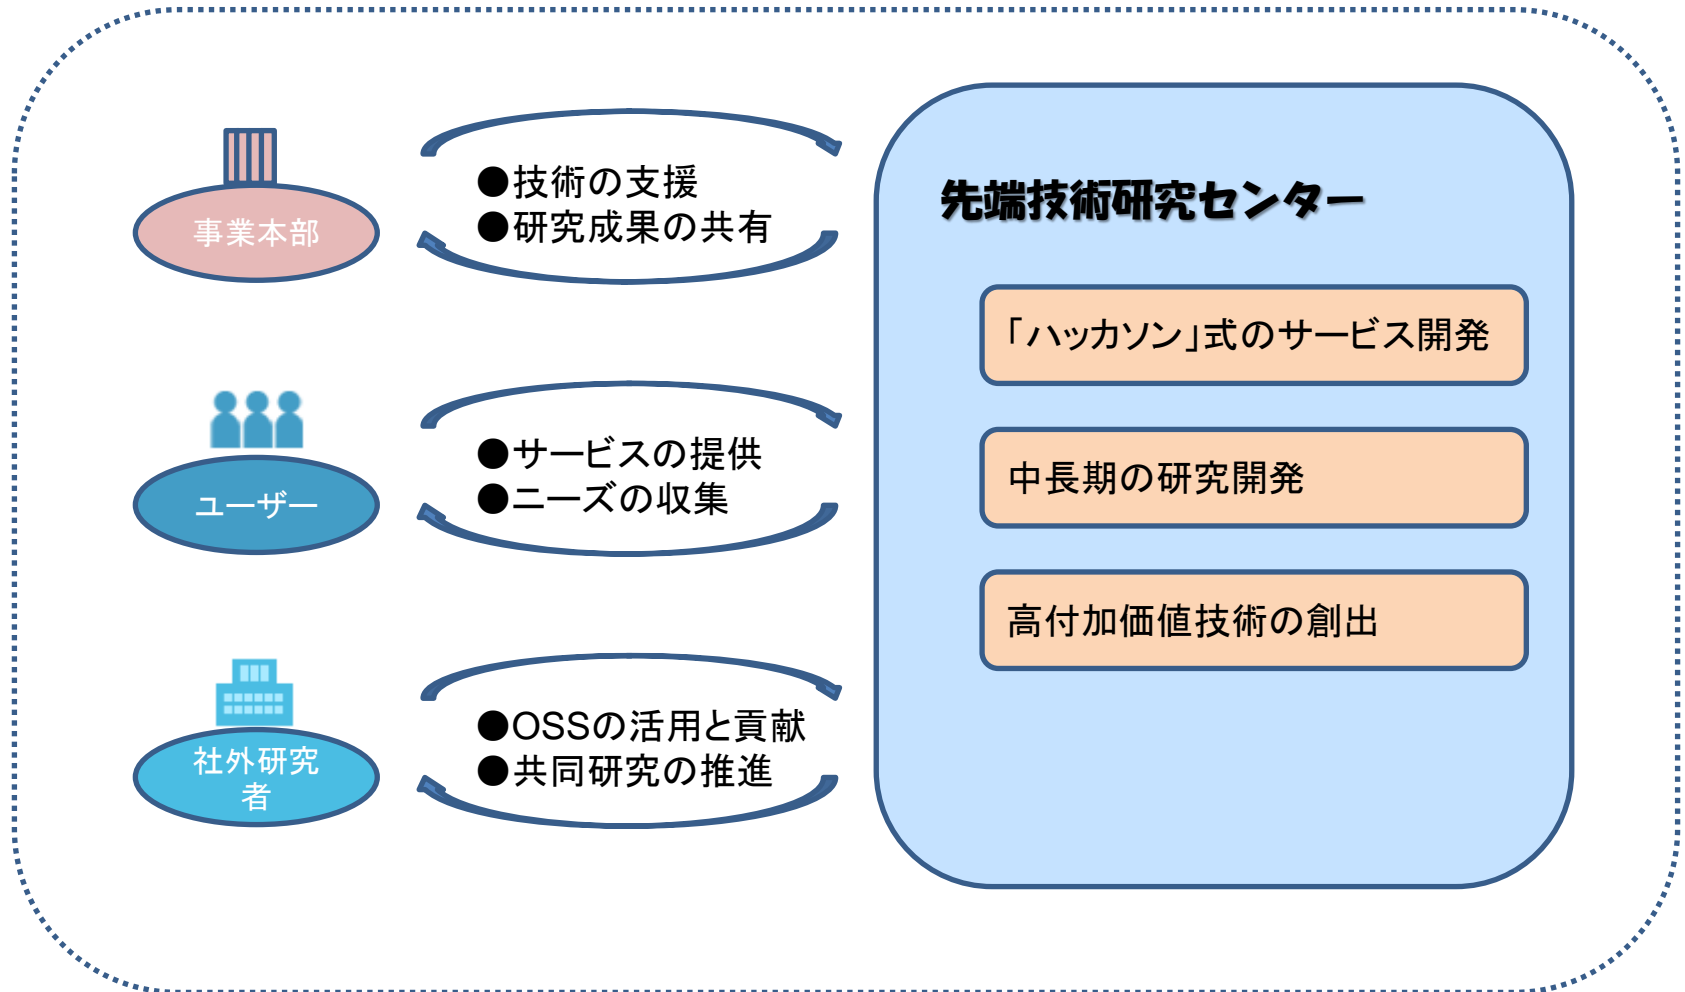 事業本部
●技術の支援
●研究成果の共有
ユーザー
●サービスの提供
●ニーズの収集
社外研究
者
●OSSの活用と貢献
●共同研究の推進
先端技術研究センター
「ハッカソン」式のサービス開発
中長期の研究開発
高付加価値技術の創出